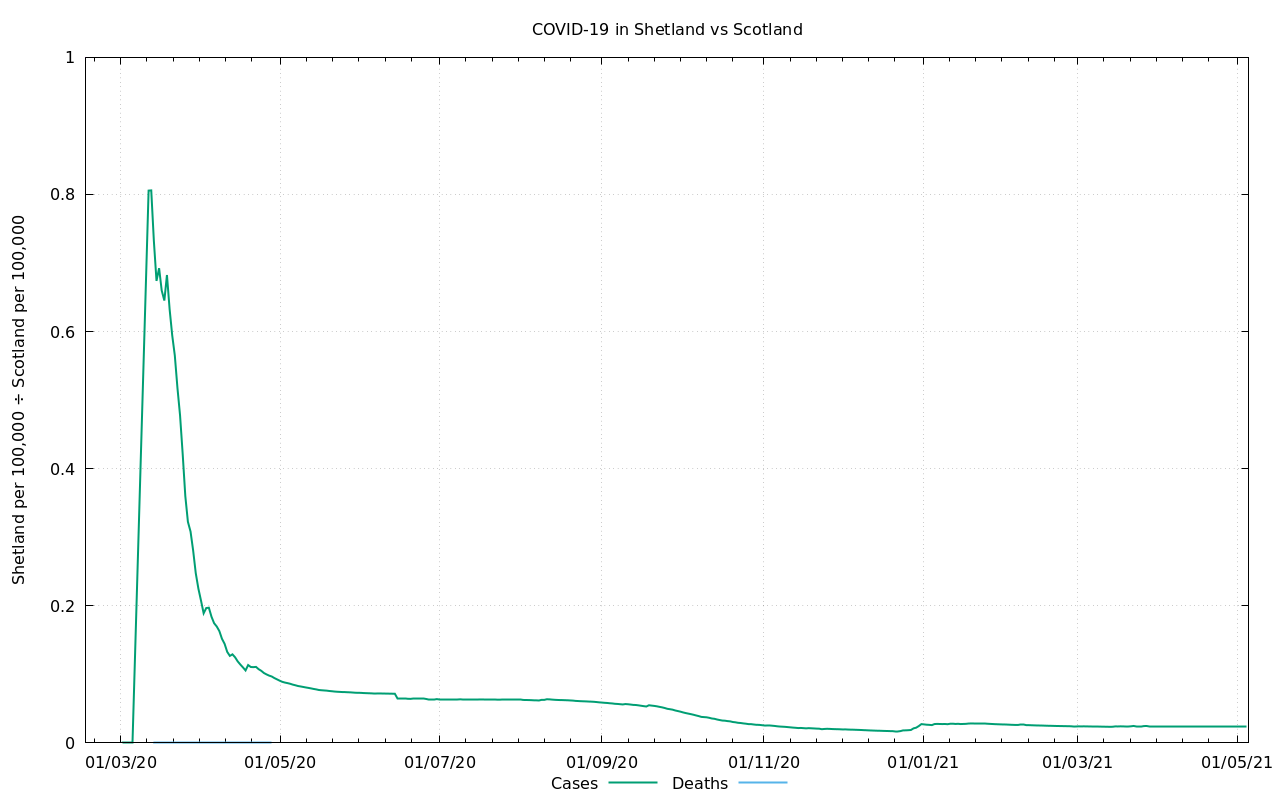 COVID-19 in Shetland vs Scotland
Shetland per 100,000 ÷ Scotland per 100,000
1
0.8
0.6
0.4
0.2
0
01/03/20 01/05/20 01/07/20 01/09/20 01/11/20 01/01/21 01/03/21 01/05/21
Cases Deaths